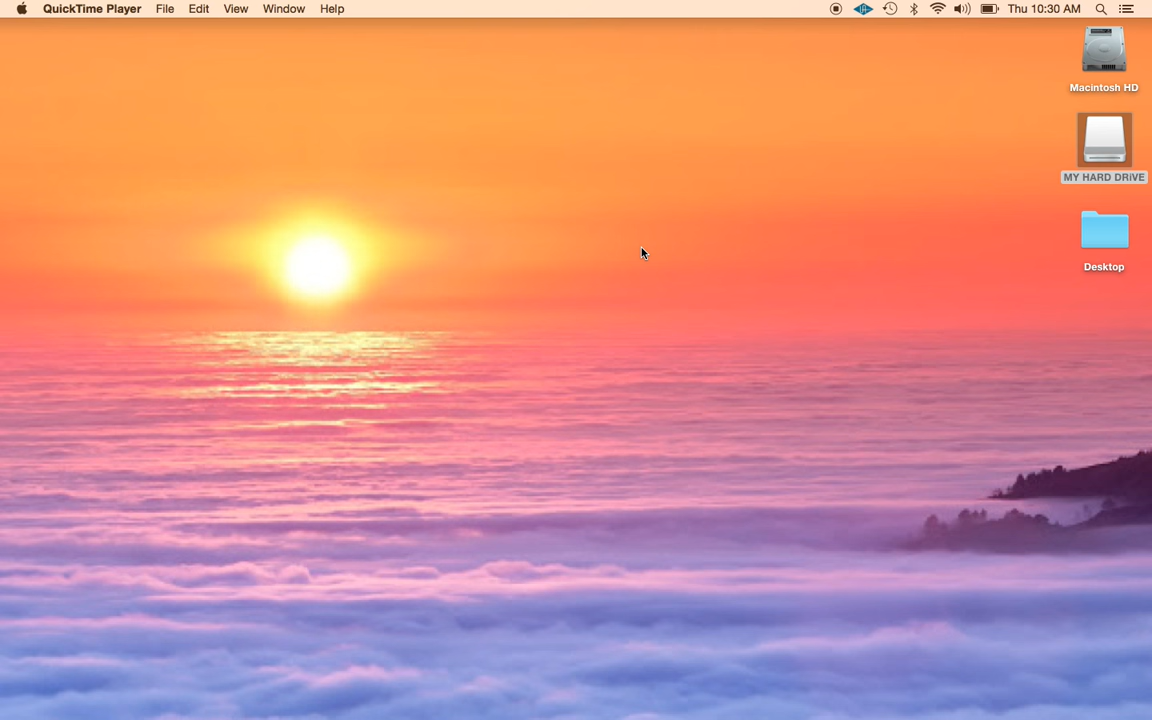 QuickTime Player File Edit View Window Help Thu 10:30 AM
Macintosh HD
MY HARD DRiVE
Desktop